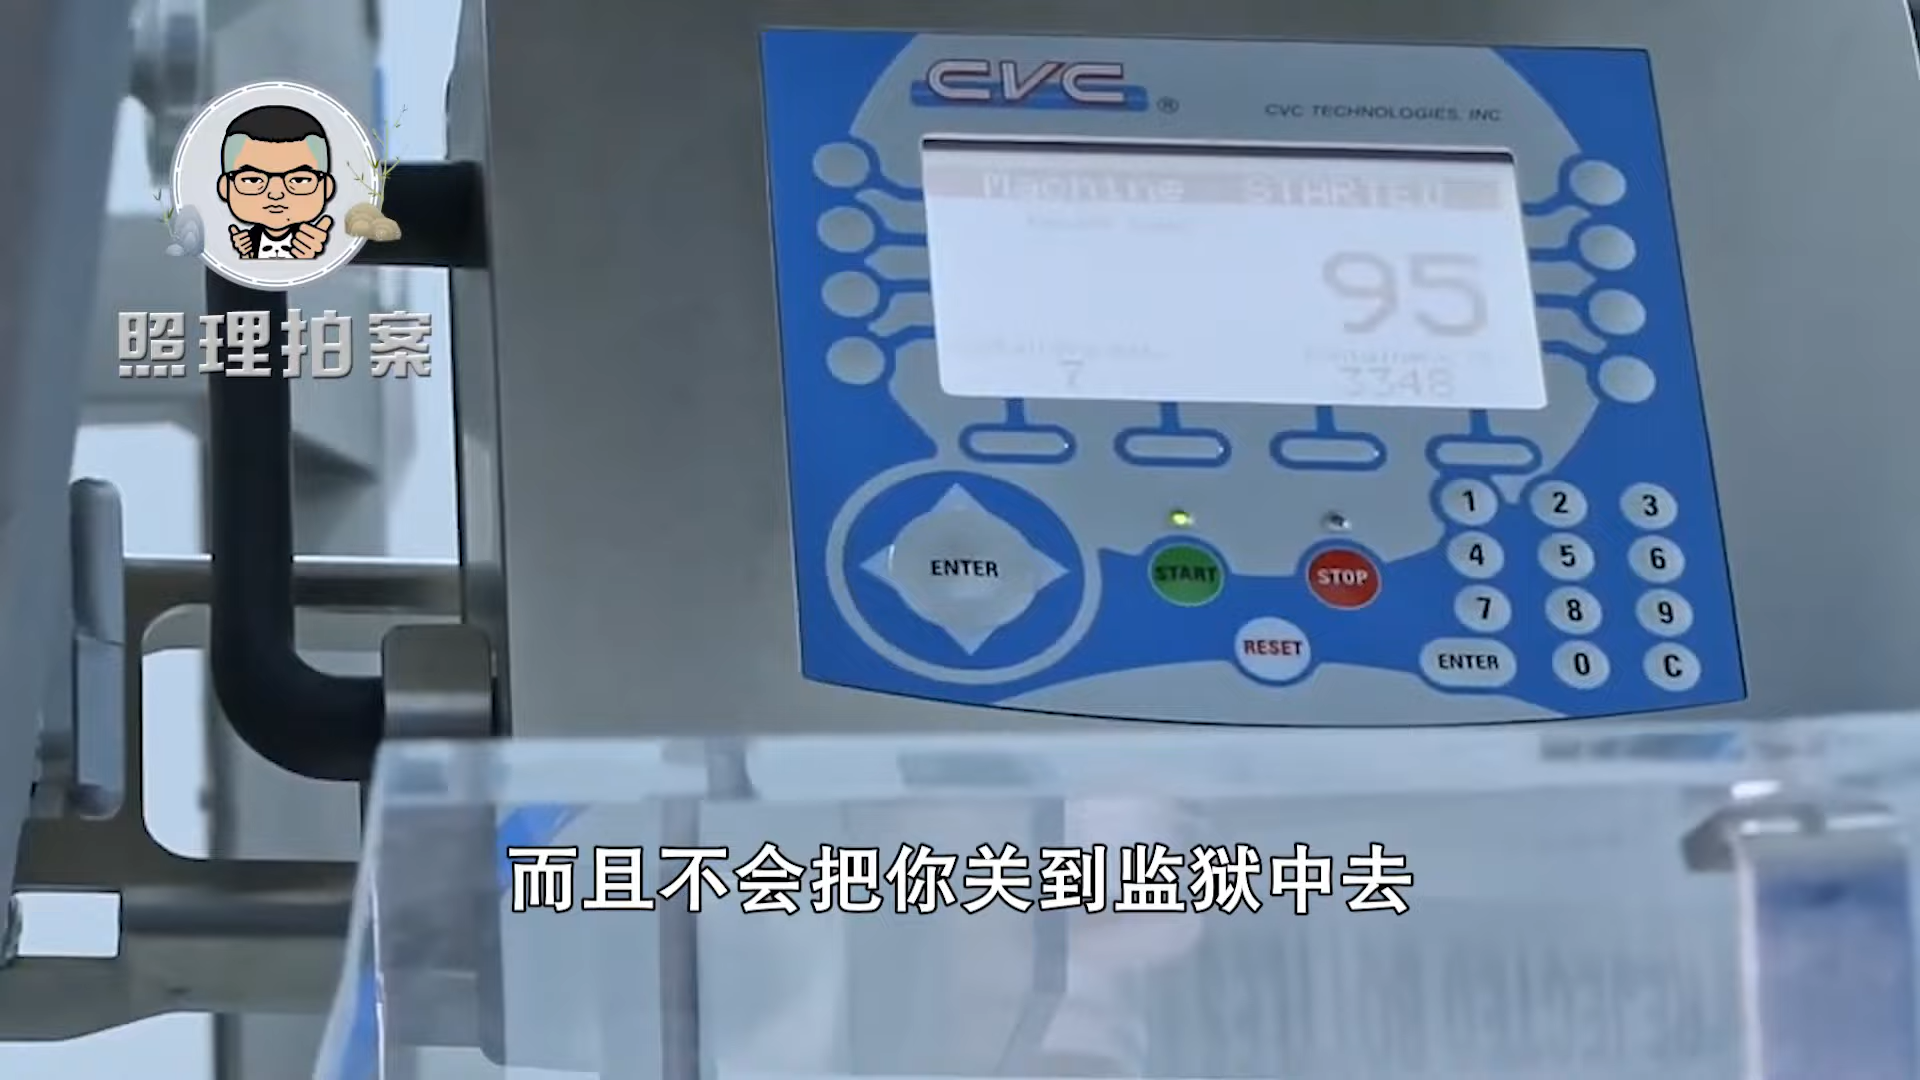 CVC
®
CVC TECHNOLOGIES, INC
照理拍案
Machine STARTED
95
7
3348
1 2 3
4 5 6
7 8 9
ENTER 0 C
ENTER
START
STOP
RESET
而且不会把你关到监狱中去